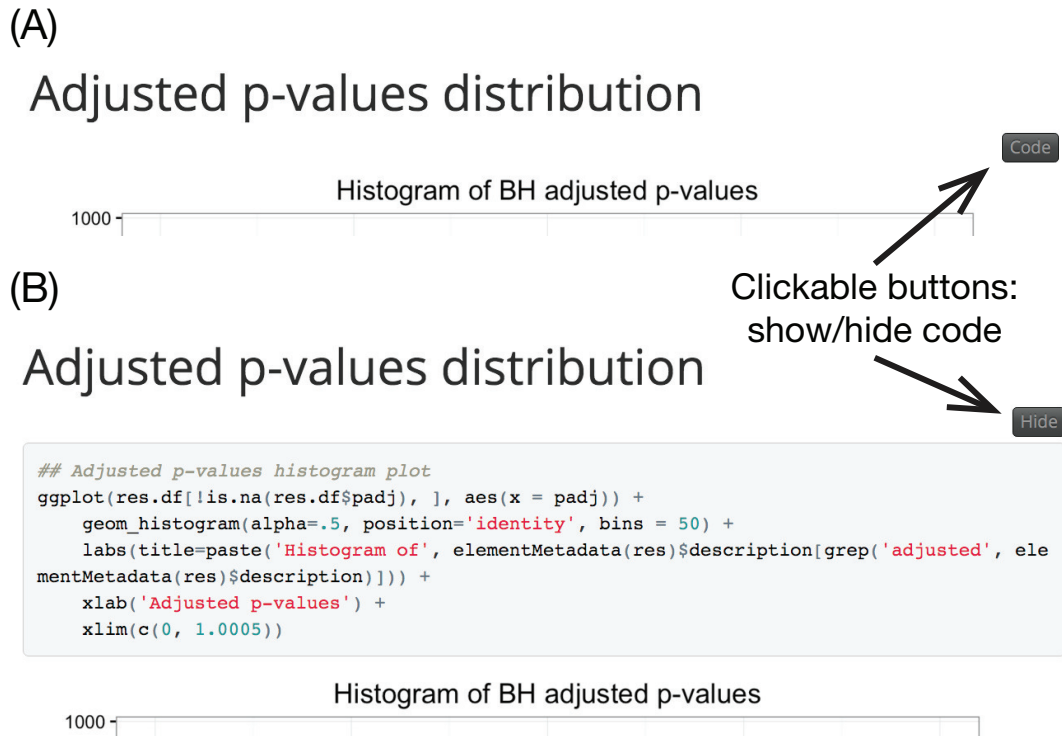 (A)
Adjusted p-values distribution
Code
Histogram of BH adjusted p-values
1000
Clickable buttons:
show/hide code
(B)
Adjusted p-values distribution
Hide
## Adjusted p-values histogram plot
ggplot(res.df[!is.na(res.df$padj), ], aes(x = padj)) +
    geom_histogram(alpha=.5, position='identity', bins = 50) +
    labs(title=paste('Histogram of', elementMetadata(res)$description[grep('adjusted', ele
mentMetadata(res)$description)])) +
    xlab('Adjusted p-values') +
    xlim(c(0, 1.0005))
Histogram of BH adjusted p-values
1000